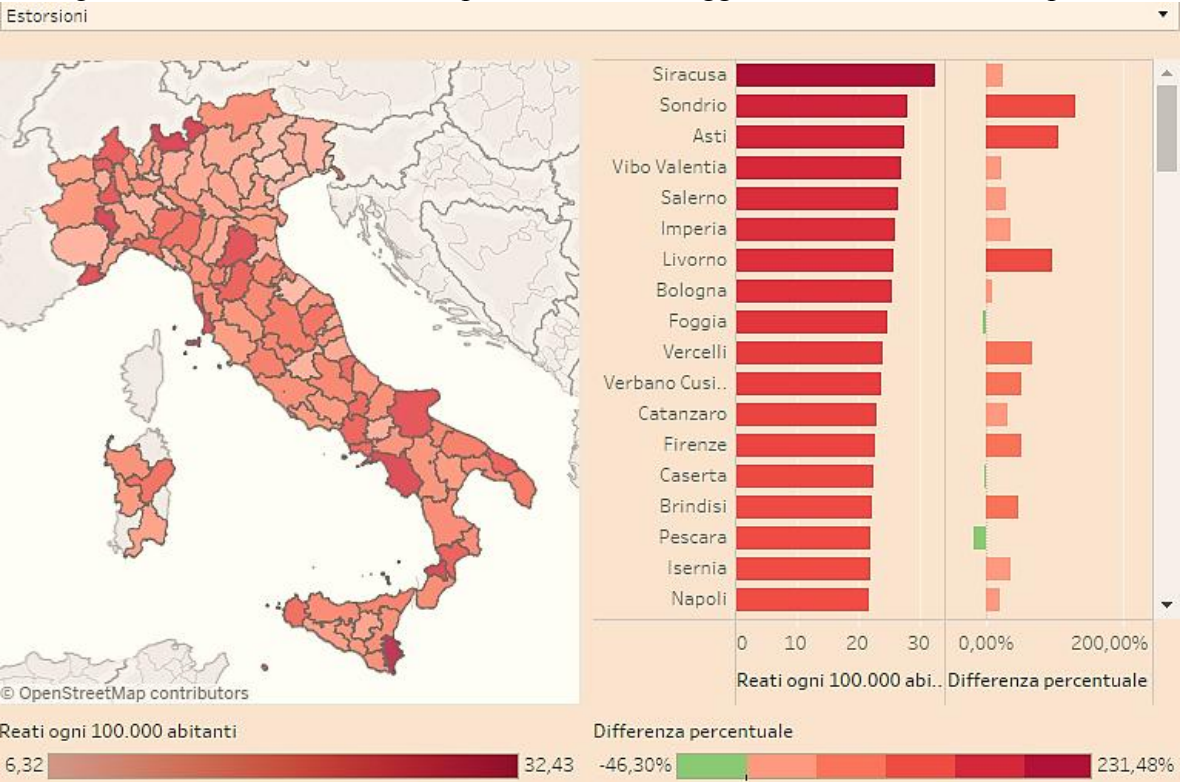 Estorsioni
Siracusa
Sondrio
Asti
Vibo Valentia
Salerno
Imperia
Livorno
Bologna
Foggia
Vercelli
Verbano Cusi..
Catanzaro
Firenze
Caserta
Brindisi
Pescara
Isernia
Napoli
0 10 20 30 0,00% 200,00%
Reati ogni 100.000 abi.. Differenza percentuale
© OpenStreetMap contributors
Reati ogni 100.000 abitanti
6,32 32,43
Differenza percentuale
-46,30% 231,48%